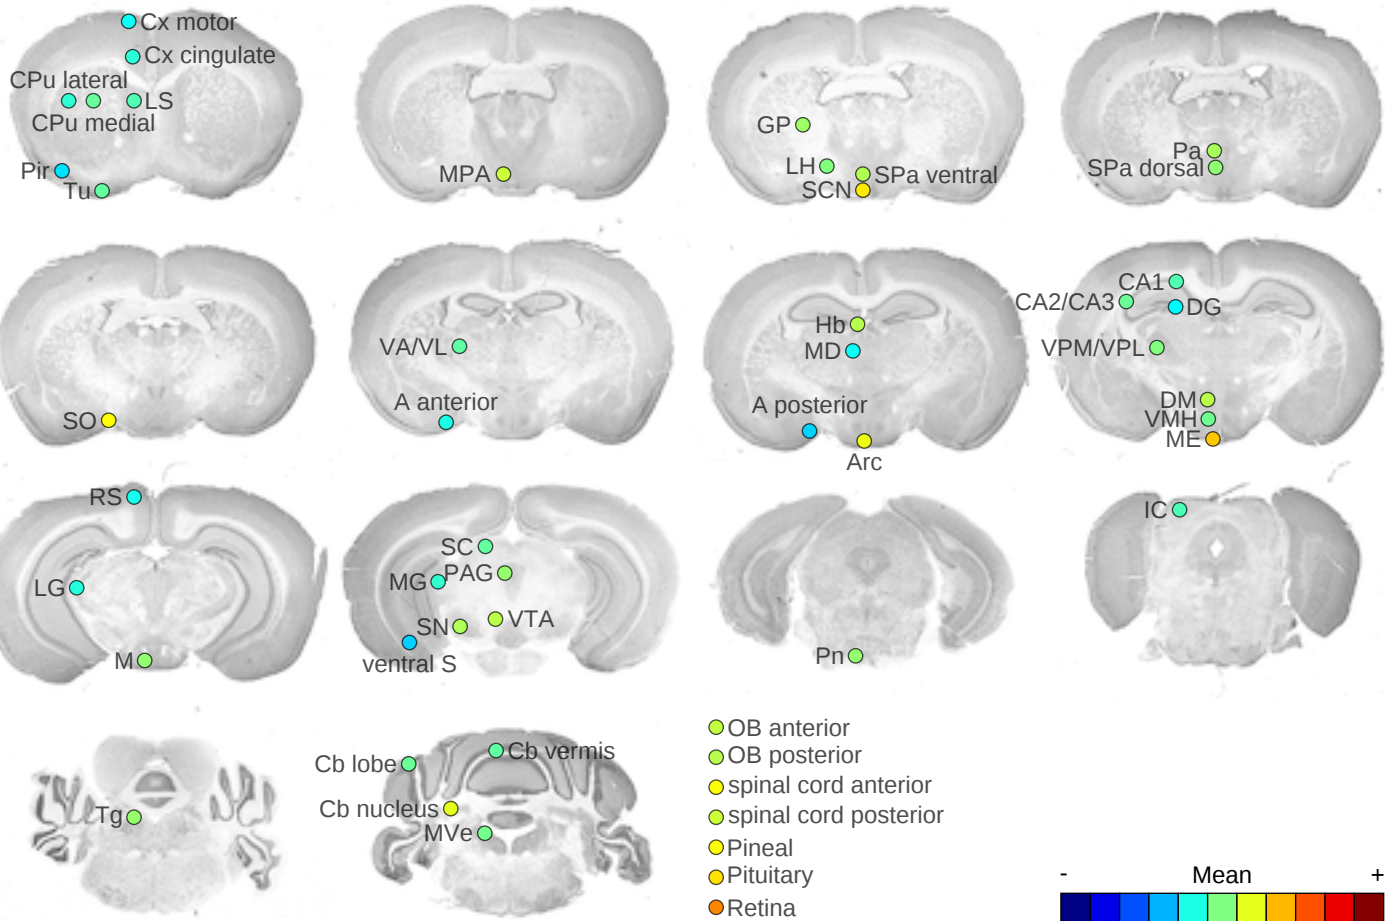 Cx motor
Cx cingulate
CPu lateral
LS
CPu medial
Pir
Tu
MPA
GP
LH
SPa ventral
SCN
Pa
SPa dorsal
SO
VA/VL
A anterior
Hb
MD
A posterior
Arc
CA1
CA2/CA3
DG
VPM/VPL
DM
VMH
ME
RS
LG
M
SC
MG
PAG
SN
VTA
ventral S
Pn
IC
Tg
Cb lobe
Cb vermis
Cb nucleus
MVe
OB anterior
OB posterior
spinal cord anterior
spinal cord posterior
Pineal
Pituitary
Retina
- Mean +